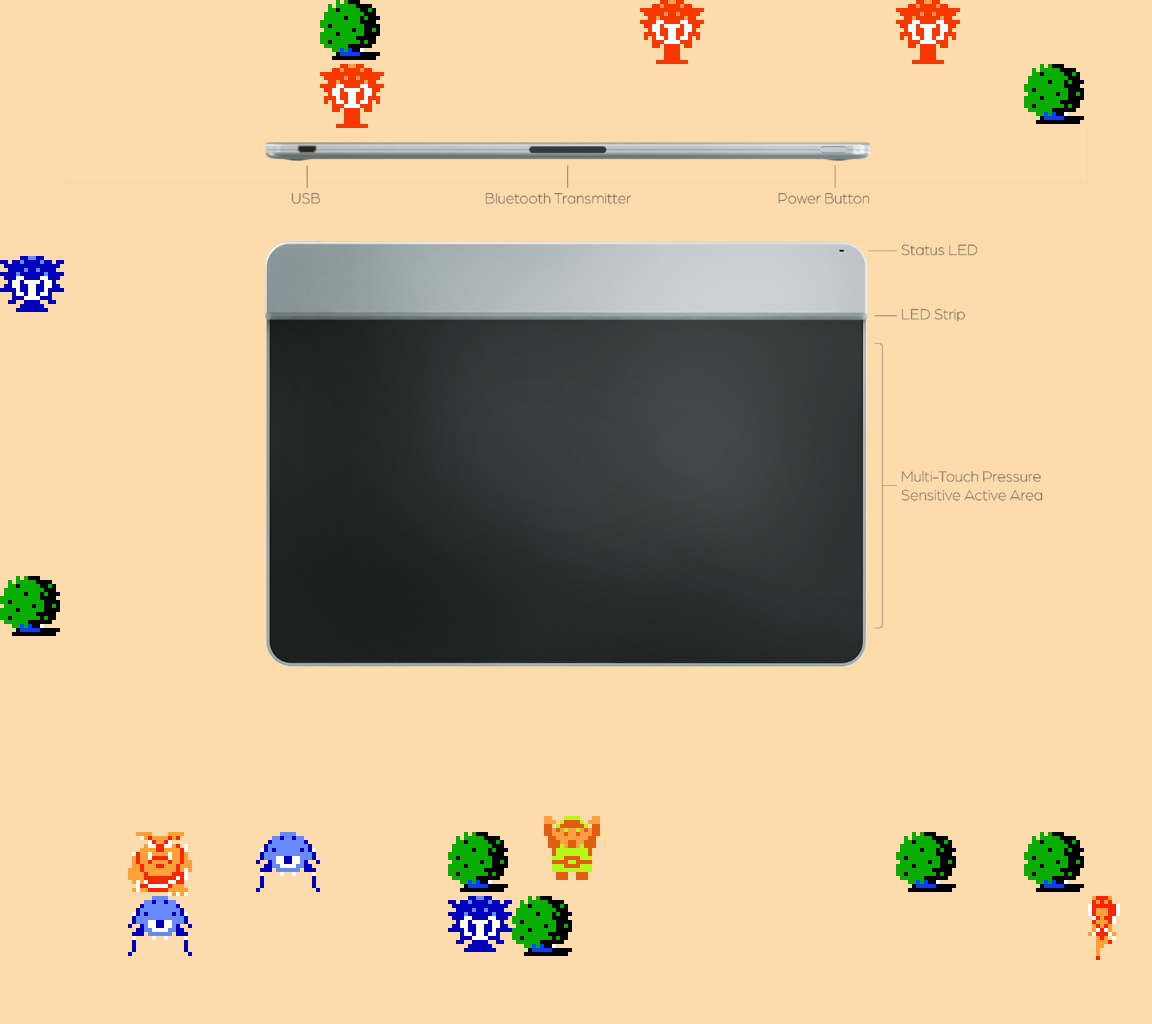 USB
Bluetooth Transmitter
Power Button
Status LED
LED Strip
Multi-Touch Pressure
Sensitive Active Area